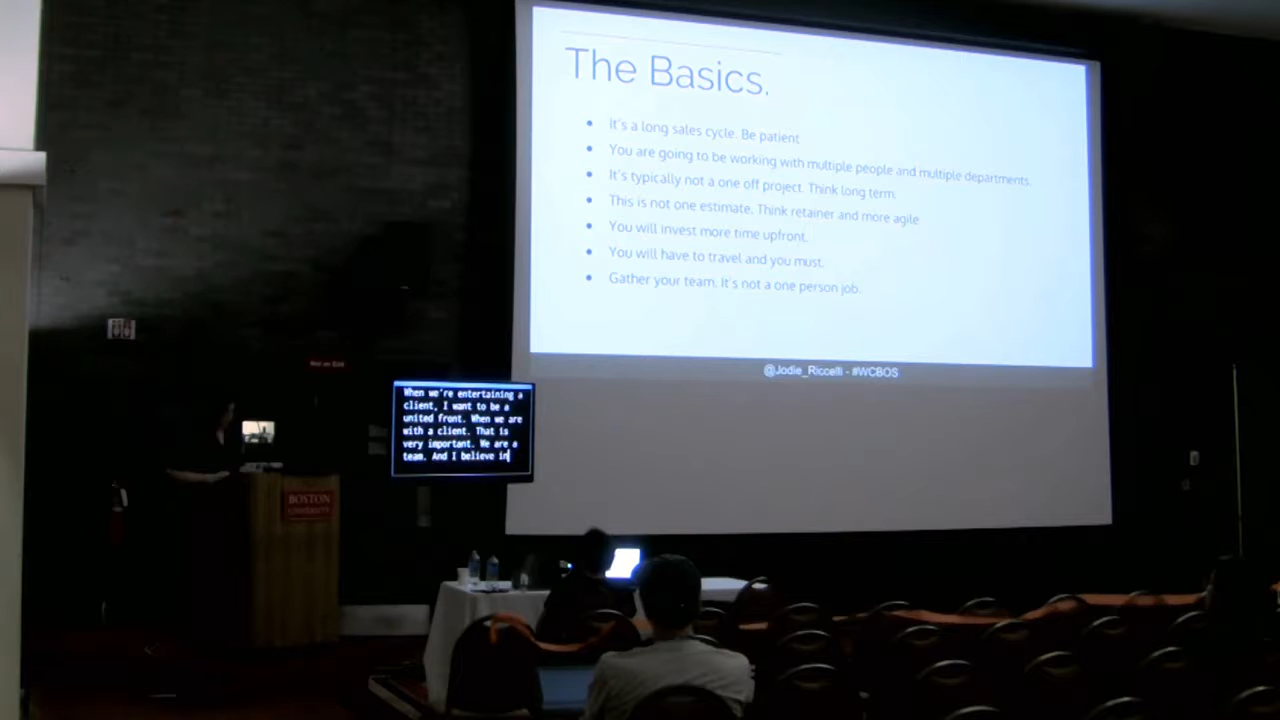 The Basics.
It's a long sales cycle. Be patient
You are going to be working with multiple people and multiple departments.
It's typically not a one off project. Think long term.
This is not one estimate. Think retainer and more agile
You will invest more time upfront.
You will have to travel and you must.
Gather your team. It's not a one person job.
@Jodie_Riccelli - #WCBOS
Not an Exit
When we're entertaining a
client, I want to be a
united front. When we are
with a client. That is
very important. We are a
team. And I believe in
BOSTON
UNIVERSITY